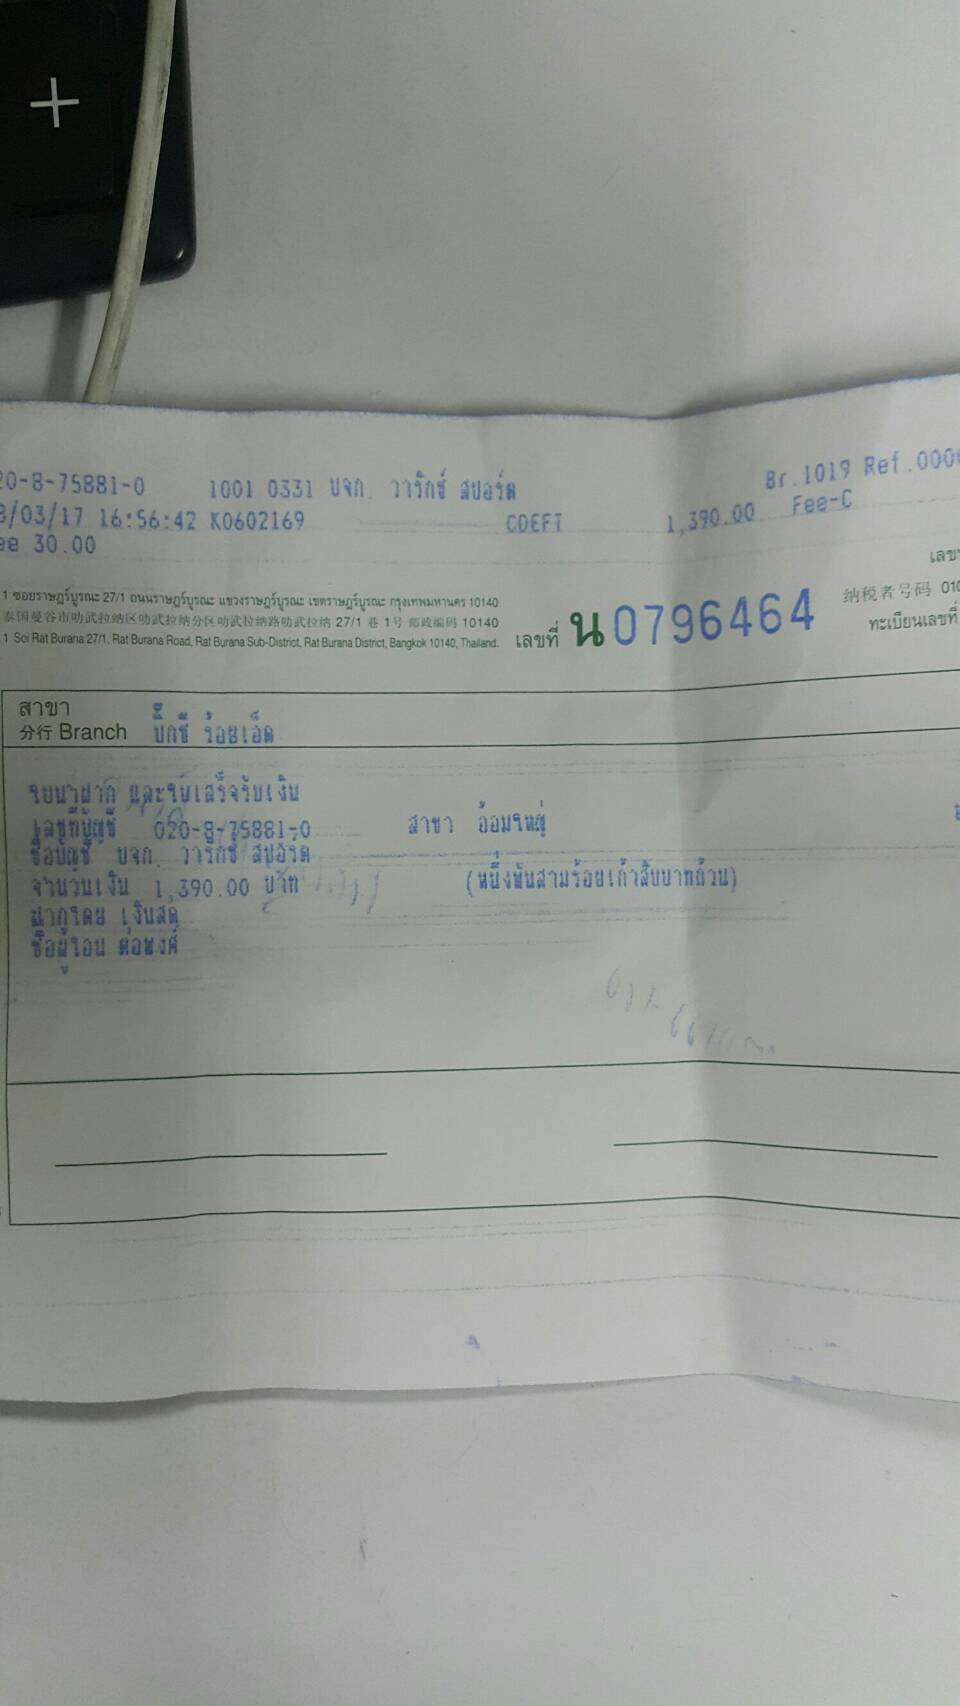 20-8-75881-0 1001 0331 บจก. วาริกซ์ สปอร์ต Br.1019 Ref.000
/03/17 16:56:42 K0602169 CDEFT 1,390.00 Fee-C
ee 30.00
เลข
1 ซอยราษฎร์บูรณะ 27/1 ถนนราษฎร์บูรณะ แขวงราษฎร์บูรณะ เขตราษฎร์บูรณะ กรุงเทพมหานคร 10140
泰国曼谷市叻武拉纳区叻武拉纳分区叻武拉纳路叻武拉纳 27/1 巷 1号 邮政编码 10140
1 Soi Rat Burana 27/1, Rat Burana Road, Rat Burana Sub-District, Rat Burana District, Bangkok 10140, Thailand.
เลขที่ น0796464
纳税者号码 010
ทะเบียนเลขที่
สาขา
分行 Branch บิ๊กซี ร้อยเอ็ด
ใบนำฝาก และใบเสร็จรับเงิน
เลขที่บัญชี 020-8-75881-0 สาขา อ้อมใหญ่
ชื่อบัญชี บจก. วาริกซ์ สปอร์ต
จำนวนเงิน 1,390.00 บาท (หนึ่งพันสามร้อยเก้าสิบบาทถ้วน)
ฝากโดย เงินสด
ชื่อผู้โอน ต่อพงศ์